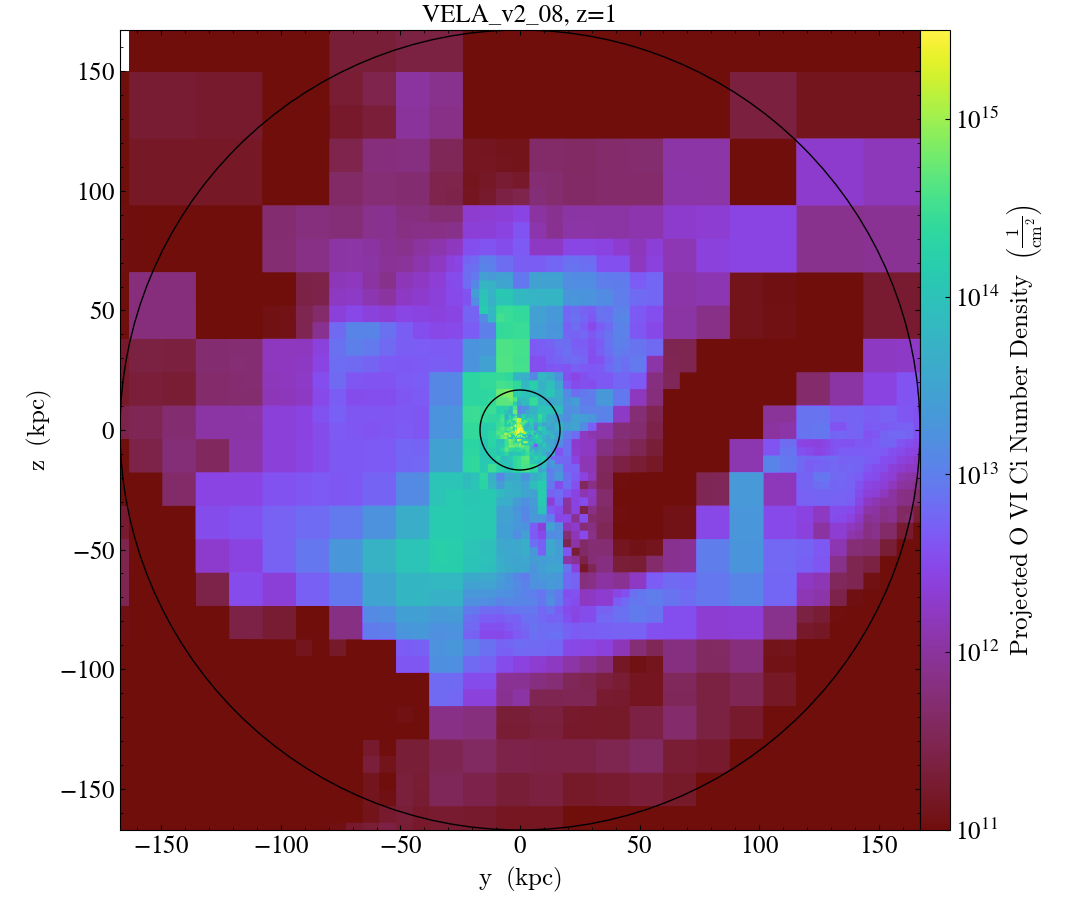 VELA_v2_08, z=1
150
100
50
0
−50
−100
−150
z (kpc)
−150 −100 −50 0 50 100 150
y (kpc)
10^15
10^14
10^13
10^12
10^11
Projected O VI Ci Number Density (1/cm^2)